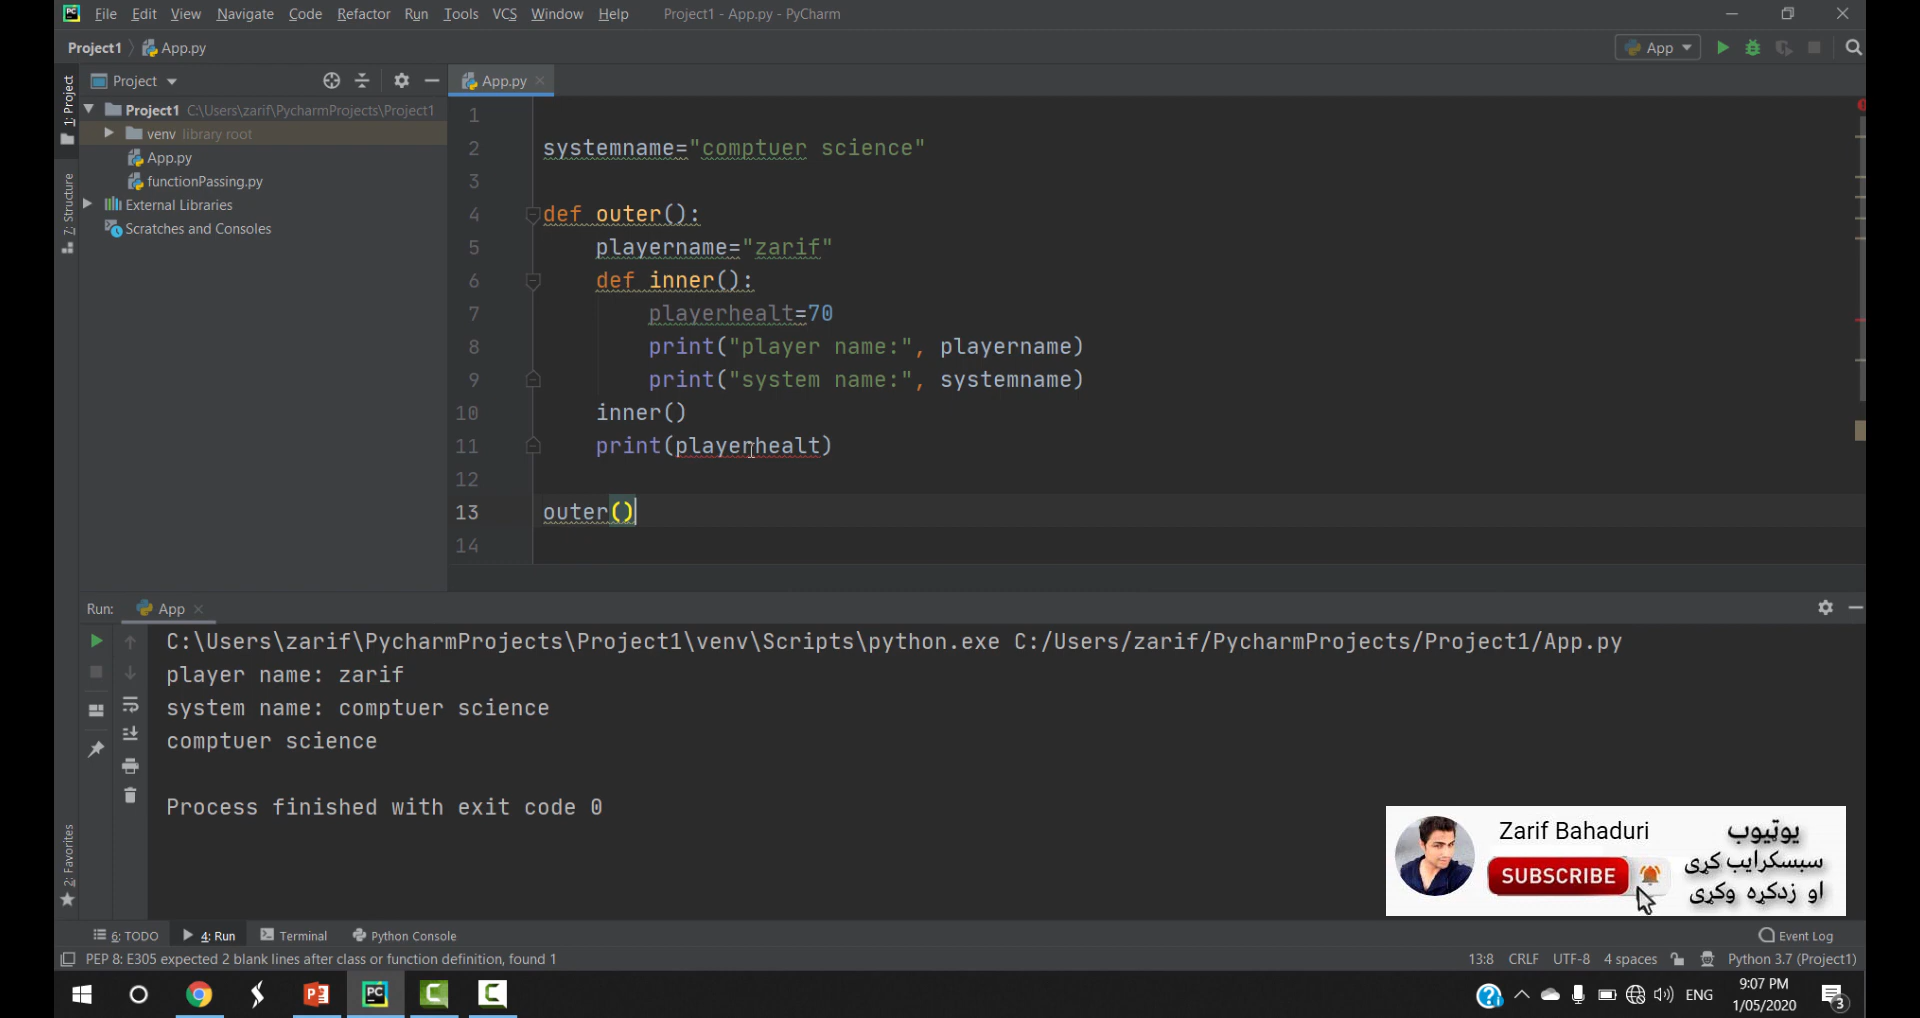 File Edit View Navigate Code Refactor Run Tools VCS Window Help Project1 - App.py - PyCharm
Project1 App.py App
1: Project
Project
App.py
Project1 C:\Users\zarif\PycharmProjects\Project1
venv library root
App.py
functionPassing.py
External Libraries
Scratches and Consoles
7: Structure
1
2 systemname="comptuer science"
3
4 def outer():
5 playername="zarif"
6 def inner():
7 playerhealt=70
8 print("player name:", playername)
9 print("system name:", systemname)
10 inner()
11 print(playerhealt)
12
13 outer()
14
Run: App
C:\Users\zarif\PycharmProjects\Project1\venv\Scripts\python.exe C:/Users/zarif/PycharmProjects/Project1/App.py
player name: zarif
system name: comptuer science
comptuer science
Process finished with exit code 0
2: Favorites
Zarif Bahaduri
SUBSCRIBE
یوټیوب
سبسکرایب کړی
او زدکړه وکړی
6: TODO 4: Run Terminal Python Console Event Log
PEP 8: E305 expected 2 blank lines after class or function definition, found 1 13:8 CRLF UTF-8 4 spaces Python 3.7 (Project1)
ENG 9:07 PM
1/05/2020
3